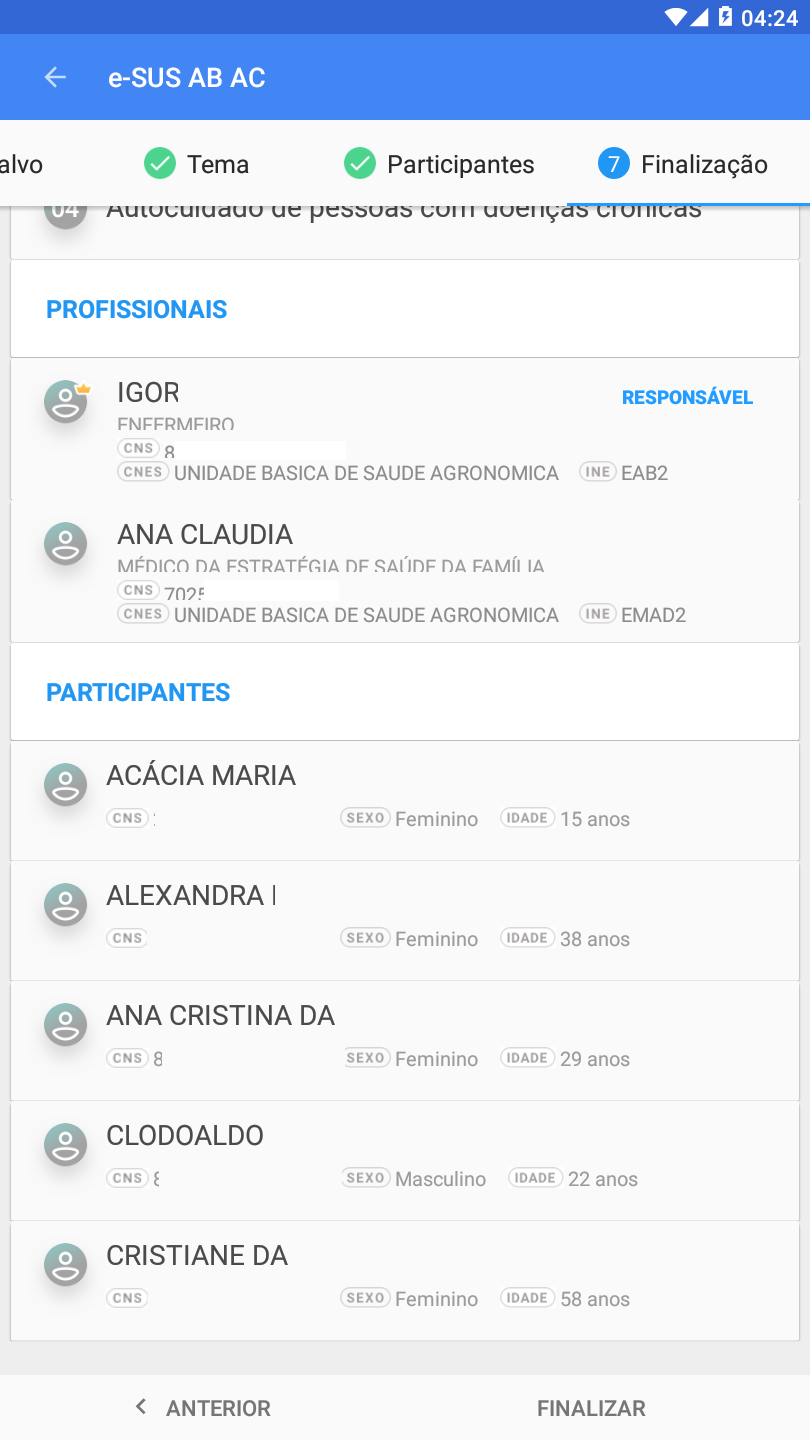 04:24
e-SUS AB AC
alvo Tema Participantes 7 Finalização
04 Autocuidado de pessoas com doenças crônicas
PROFISSIONAIS
IGOR RESPONSÁVEL
ENFERMEIRO
CNS 8
CNES UNIDADE BASICA DE SAUDE AGRONOMICA INE EAB2
ANA CLAUDIA
MÉDICO DA ESTRATÉGIA DE SAÚDE DA FAMÍLIA
CNS 7025
CNES UNIDADE BASICA DE SAUDE AGRONOMICA INE EMAD2
PARTICIPANTES
ACÁCIA MARIA
CNS SEXO Feminino IDADE 15 anos
ALEXANDRA
CNS SEXO Feminino IDADE 38 anos
ANA CRISTINA DA
CNS 8 SEXO Feminino IDADE 29 anos
CLODOALDO
CNS SEXO Masculino IDADE 22 anos
CRISTIANE DA
CNS SEXO Feminino IDADE 58 anos
ANTERIOR FINALIZAR